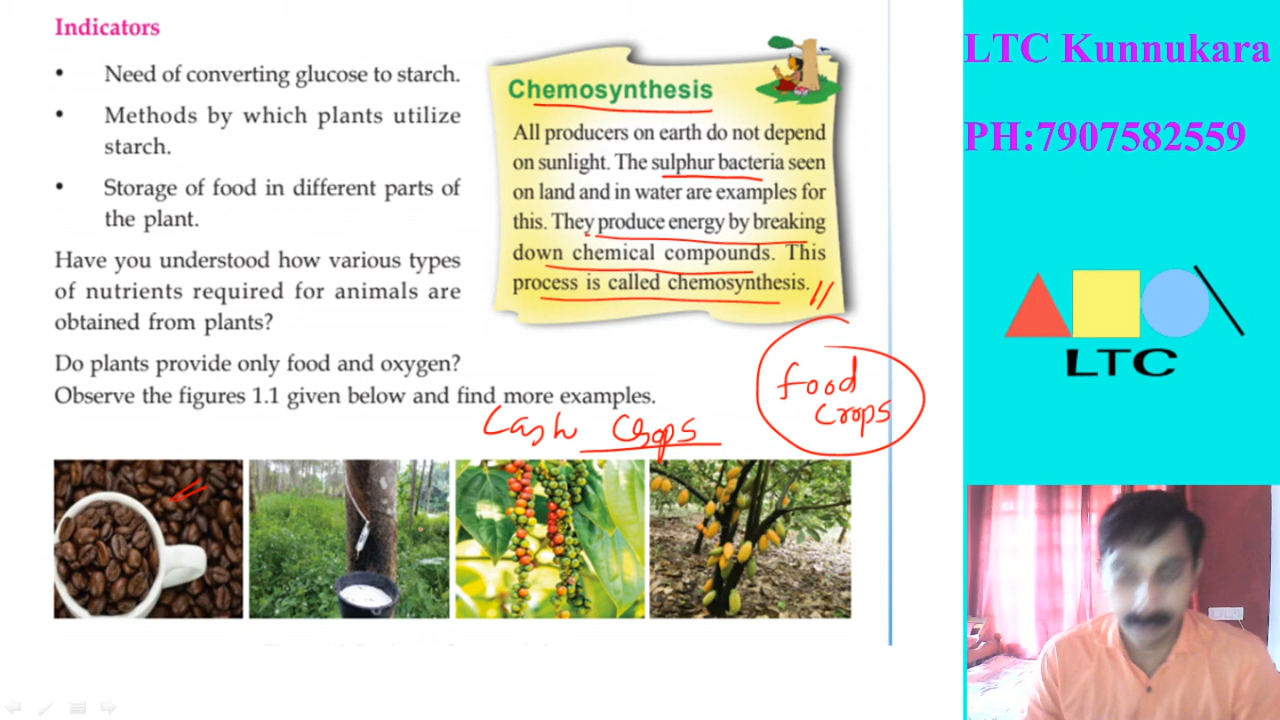 Indicators
• Need of converting glucose to starch.
• Methods by which plants utilize
starch.
• Storage of food in different parts of
the plant.
Have you understood how various types
of nutrients required for animals are
obtained from plants?
Do plants provide only food and oxygen?
Observe the figures 1.1 given below and find more examples.
Chemosynthesis
All producers on earth do not depend
on sunlight. The sulphur bacteria seen
on land and in water are examples for
this. They produce energy by breaking
down chemical compounds. This
process is called chemosynthesis.
food
crops
Cash Crops
LTC Kunnukara
PH:7907582559
LTC